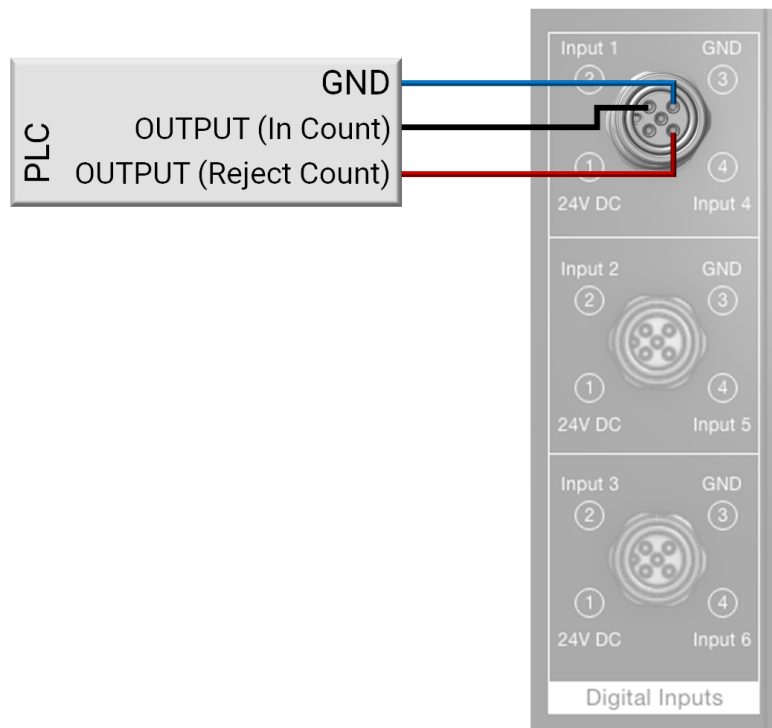 PLC
GND
OUTPUT (In Count)
OUTPUT (Reject Count)
Input 1 GND
2 3
1 4
24V DC Input 4
Input 2 GND
2 3
1 4
24V DC Input 5
Input 3 GND
2 3
1 4
24V DC Input 6
Digital Inputs